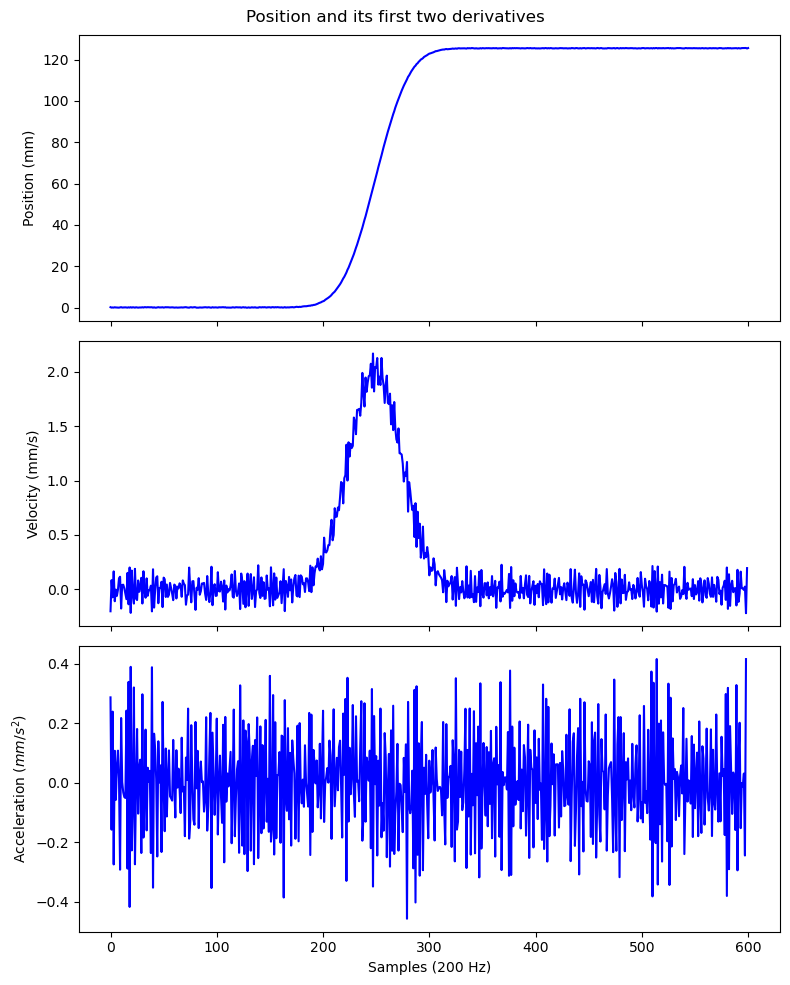 Position and its first two derivatives
120
100
80
60
40
20
0
Position (mm)
2.0
1.5
1.0
0.5
0.0
Velocity (mm/s)
0.4
0.2
0.0
−0.2
−0.4
Acceleration (mm/s²)
0 100 200 300 400 500 600
Samples (200 Hz)